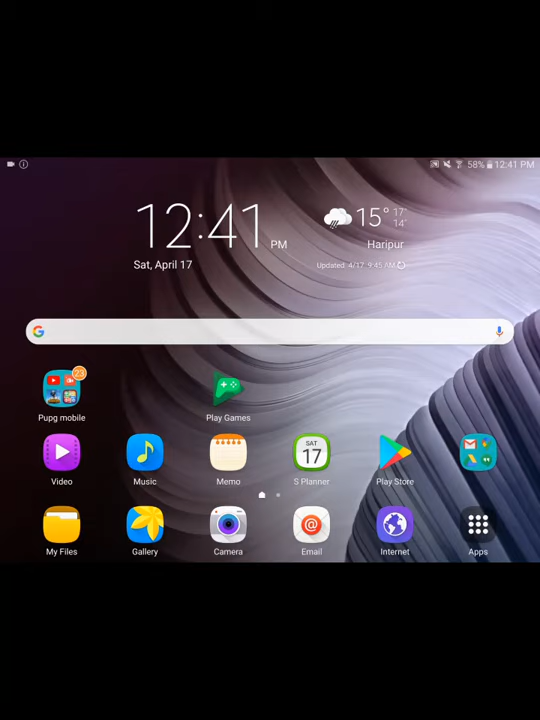 58% 12:41 PM
12:41 PM
Sat, April 17
15° 17° 14°
Haripur
Updated 4/17 9:45 AM
G
23
Pupg mobile
Play Games
SAT
17
Video
Music
Memo
S Planner
Play Store
My Files
Gallery
Camera
Email
Internet
Apps